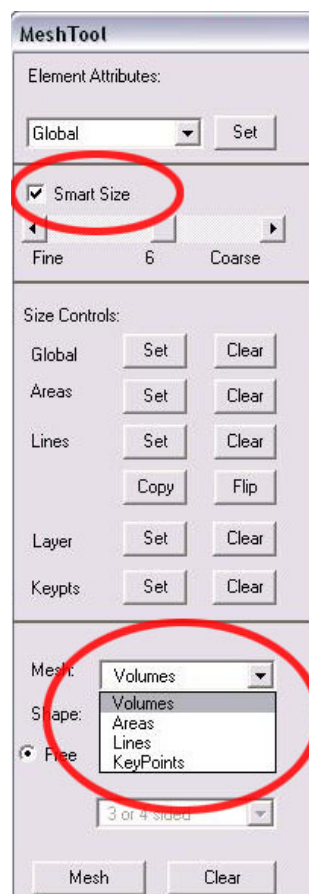 MeshTool
Element Attributes:
Global Set
Smart Size
Fine 6 Coarse
Size Controls:
Global Set Clear
Areas Set Clear
Lines Set Clear
Copy Flip
Layer Set Clear
Keypts Set Clear
Mesh: Volumes
Volumes
Shape:
Areas
Lines
Free
KeyPoints
3 or 4 sided
Mesh Clear